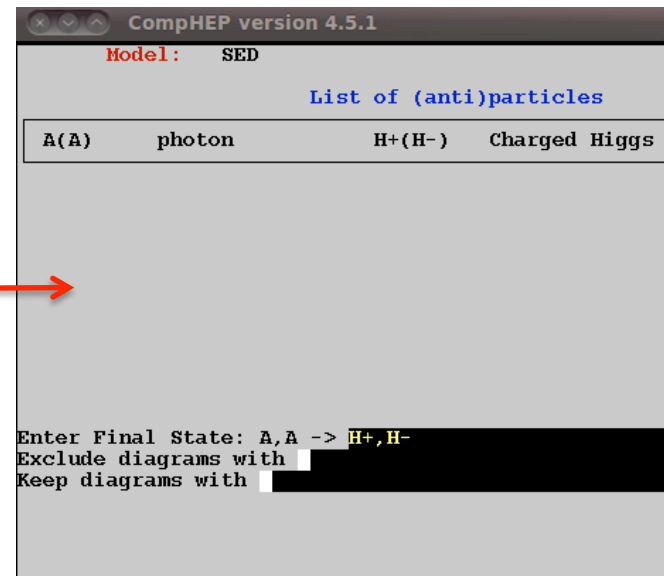 CompHEP version 4.5.1
Model: SED
List of (anti)particles
A(A) photon H+(H-) Charged Higgs
Enter Final State: A,A -> H+,H-
Exclude diagrams with
Keep diagrams with